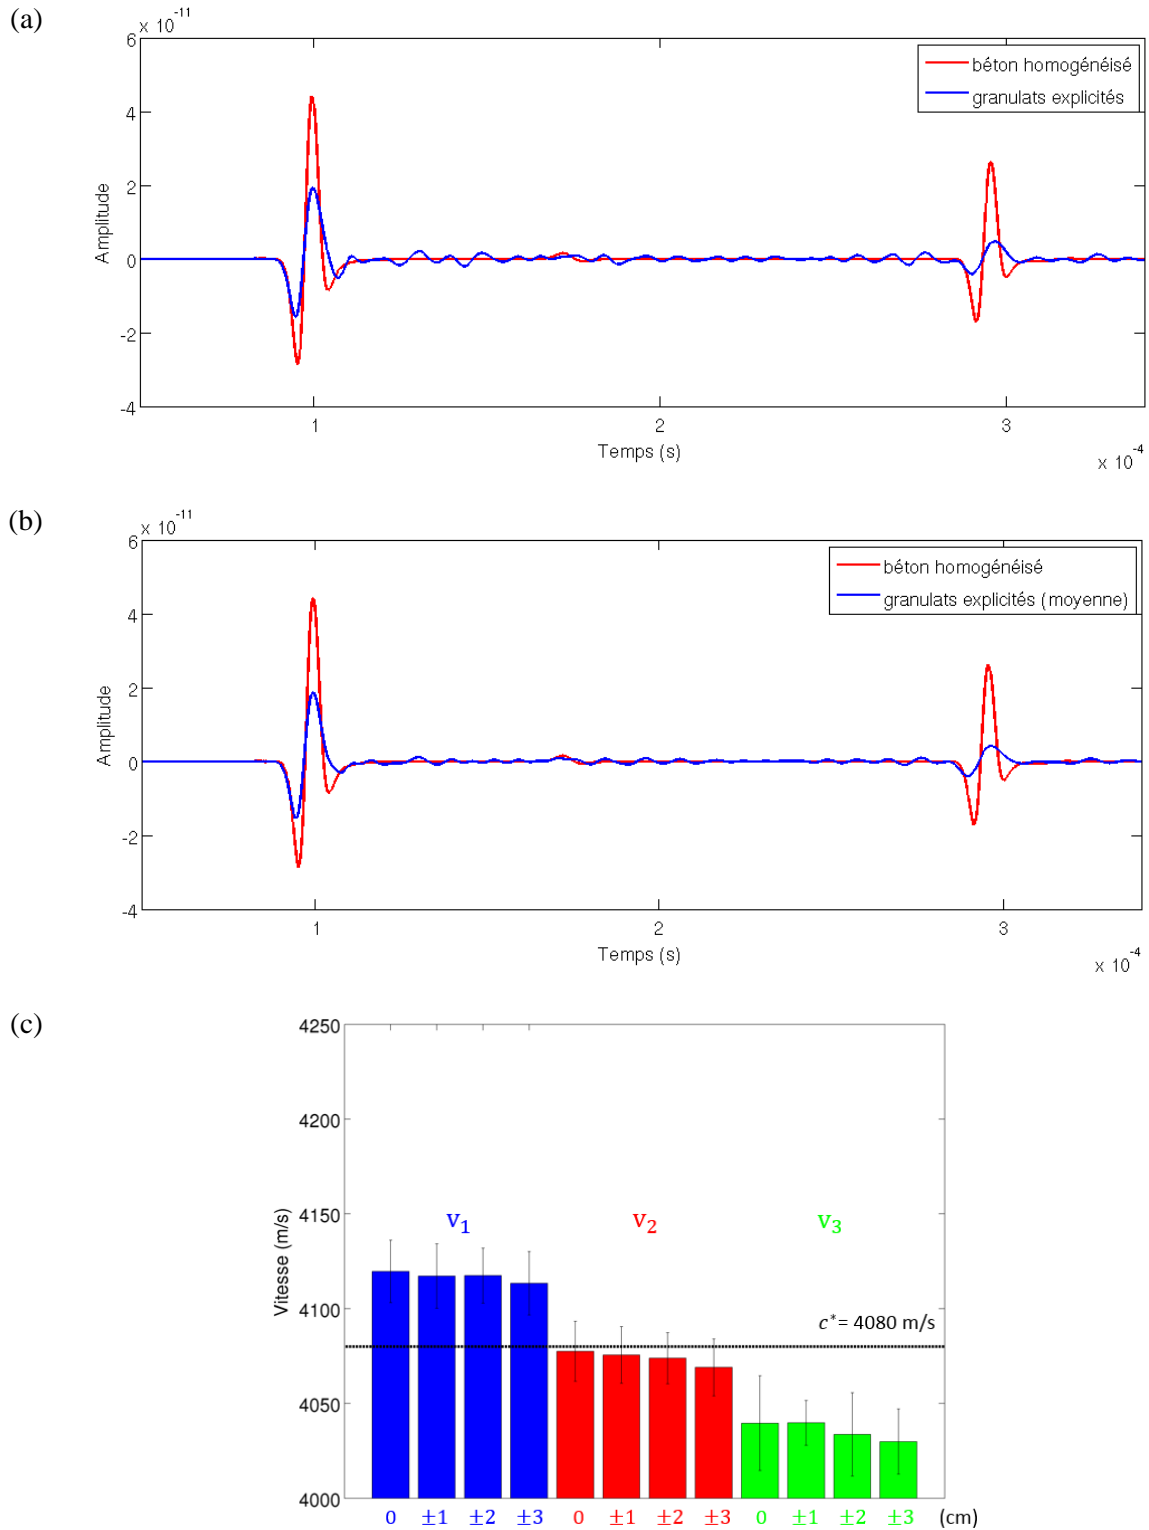 (a)
x 10^-11
6
4
2
0
-2
-4
Amplitude
béton homogénéisé
granulats explicités
1 2 3
Temps (s)
x 10^-4
(b)
x 10^-11
6
4
2
0
-2
-4
Amplitude
béton homogénéisé
granulats explicités (moyenne)
1 2 3
Temps (s)
x 10^-4
(c)
4250
4200
4150
4100
4050
4000
Vitesse (m/s)
v₁ v₂ v₃
c*= 4080 m/s
0 ±1 ±2 ±3 0 ±1 ±2 ±3 0 ±1 ±2 ±3 (cm)